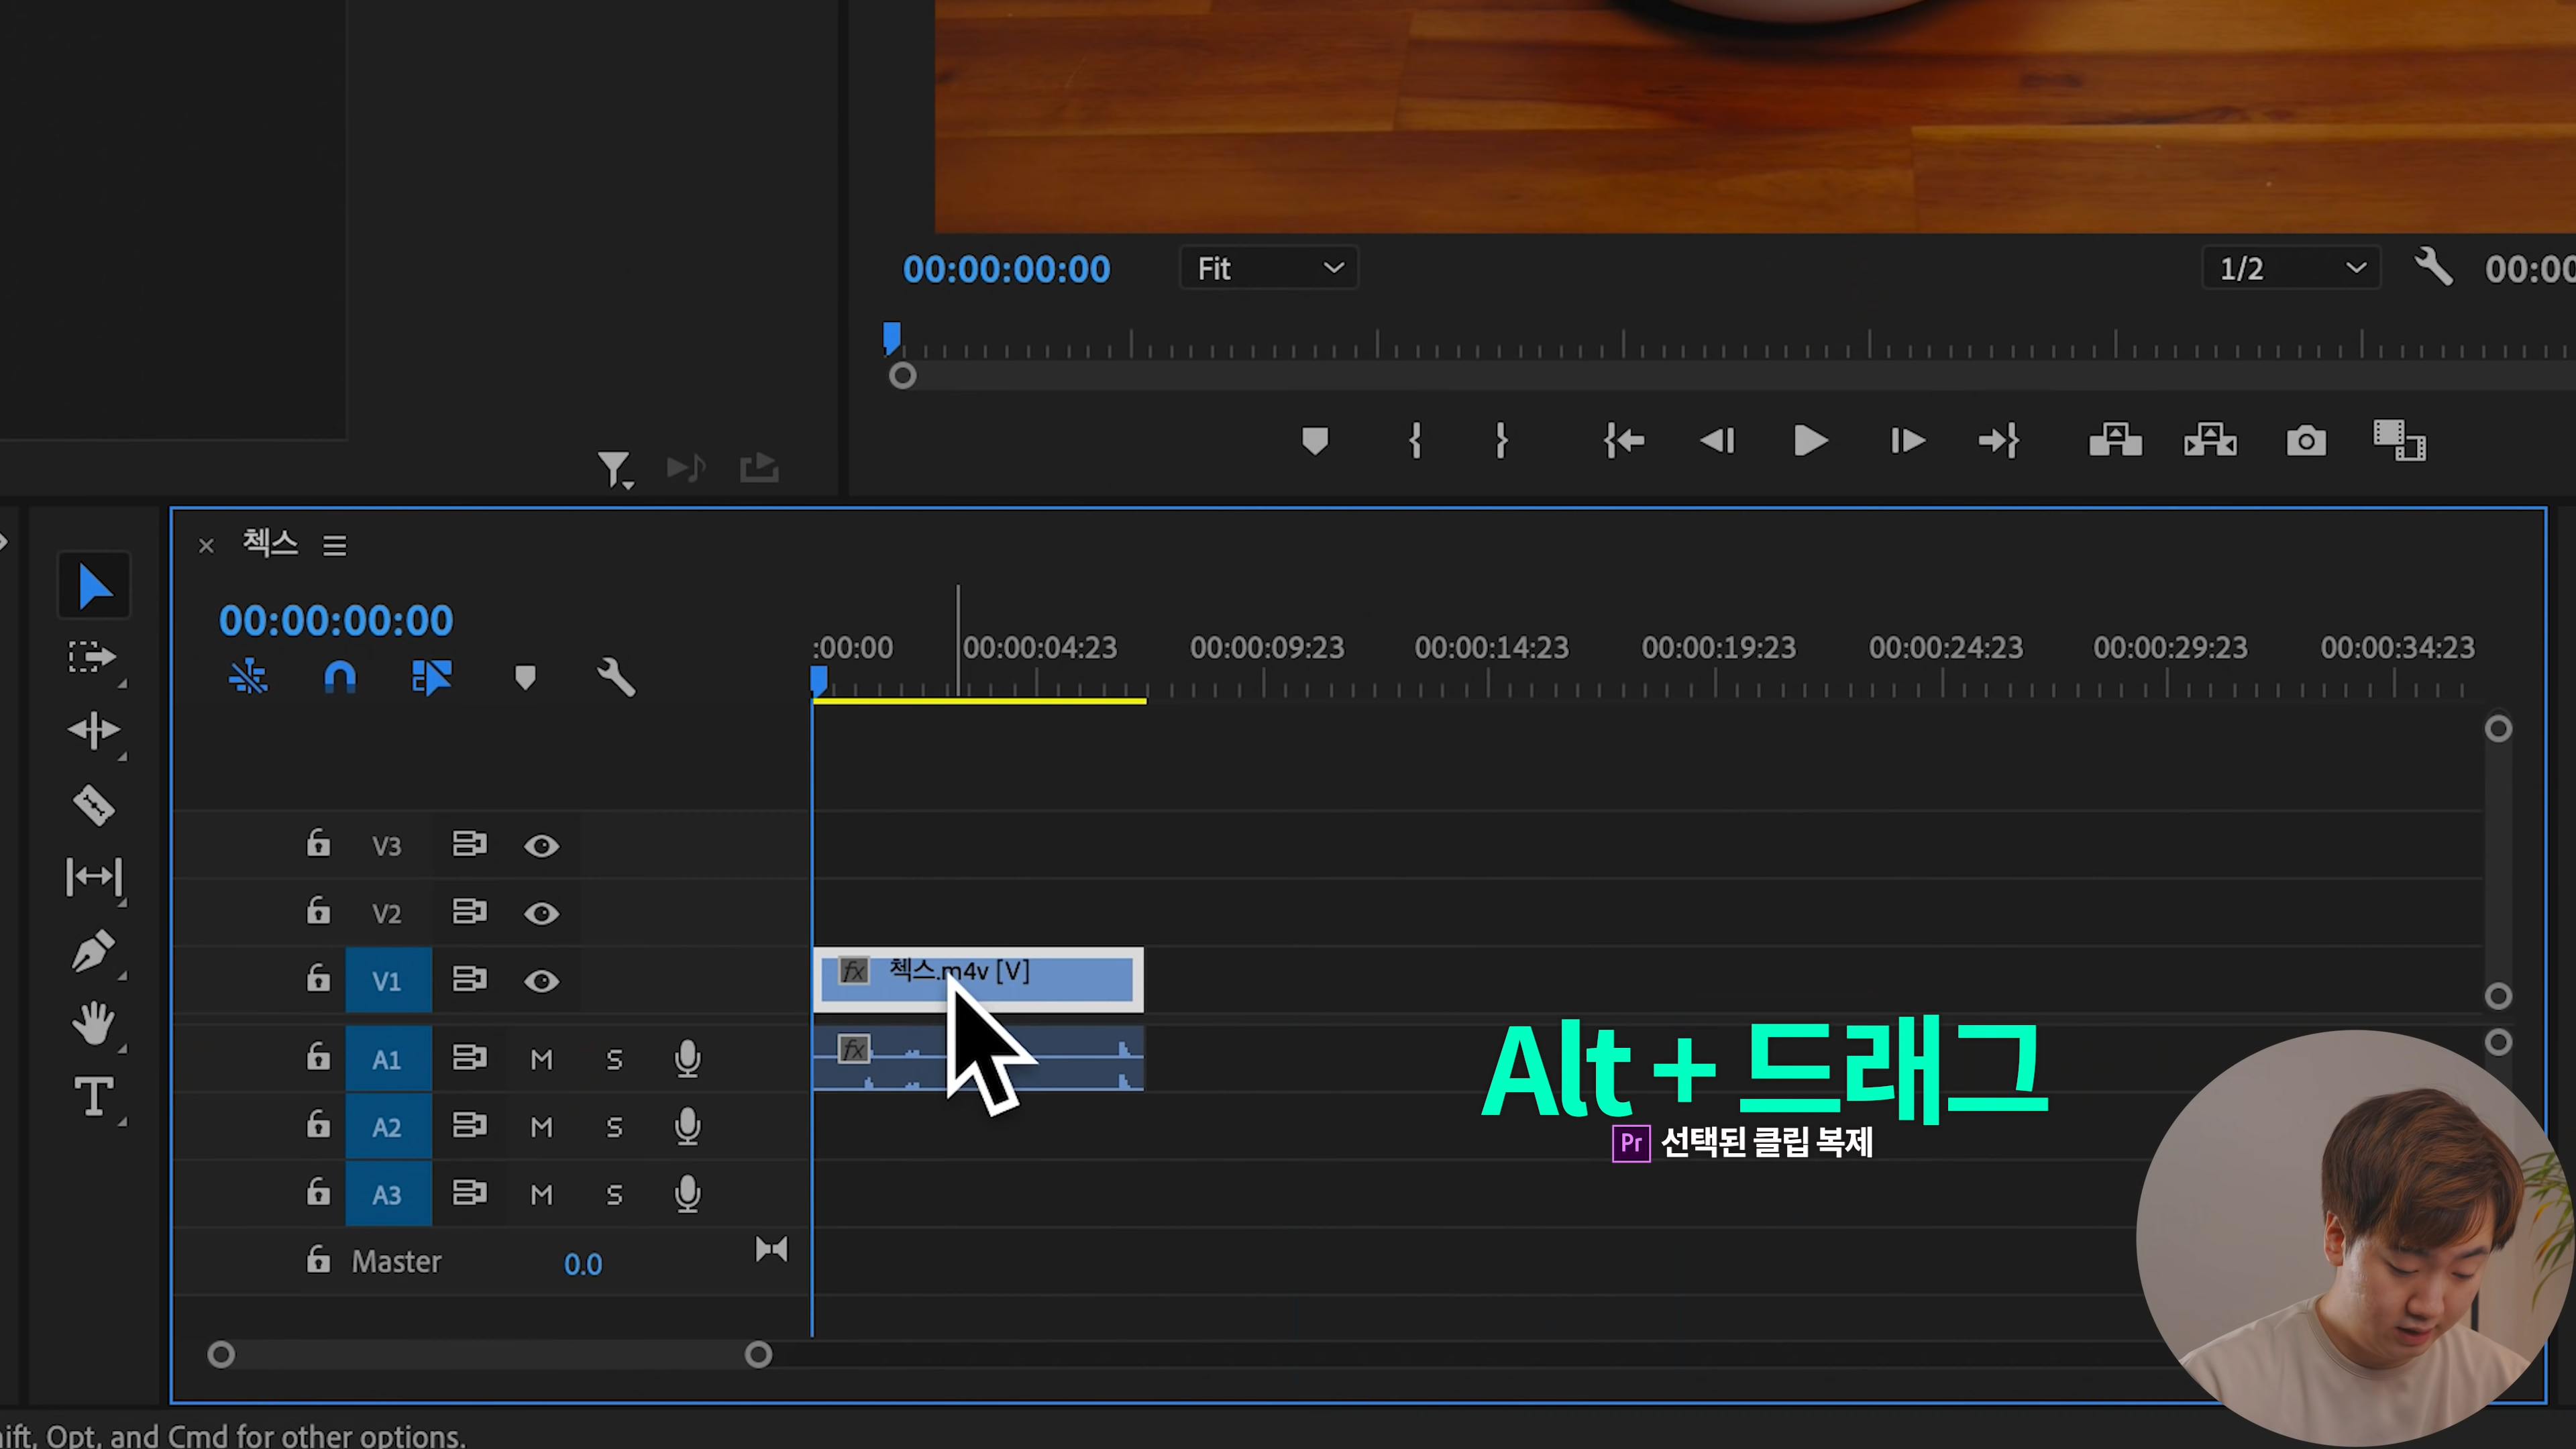 00:00:00:00
Fit
1/2
00:00
첵스
00:00:00:00
:00:00
00:00:04:23
00:00:09:23
00:00:14:23
00:00:19:23
00:00:24:23
00:00:29:23
00:00:34:23
V3
V2
V1
fx 첵스.m4v [V]
A1 M S
fx
A2 M S
A3 M S
Master 0.0
T
Alt + 드래그
Pr 선택된 클립 복제
ift, Opt, and Cmd for other options.